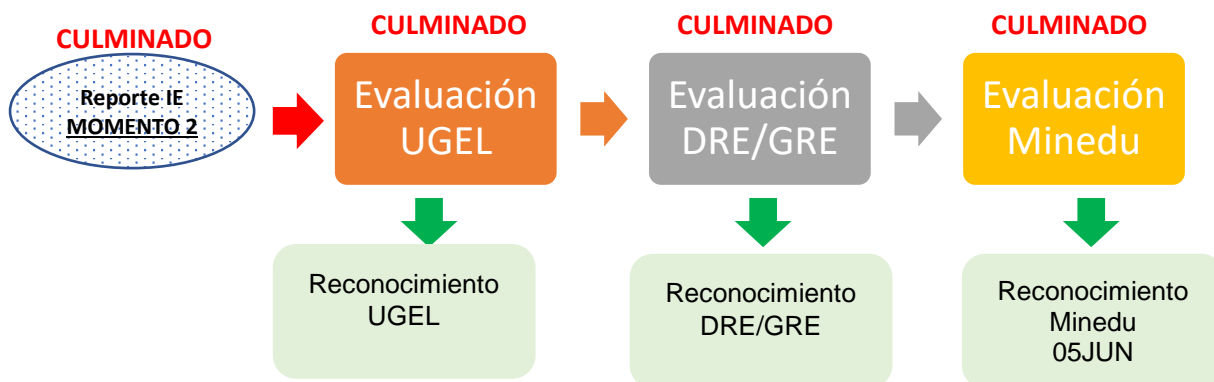 CULMINADO
Reporte IE
MOMENTO 2
CULMINADO
Evaluación
UGEL
CULMINADO
Evaluación
DRE/GRE
CULMINADO
Evaluación
Minedu
Reconocimiento
UGEL
Reconocimiento
DRE/GRE
Reconocimiento
Minedu
05JUN